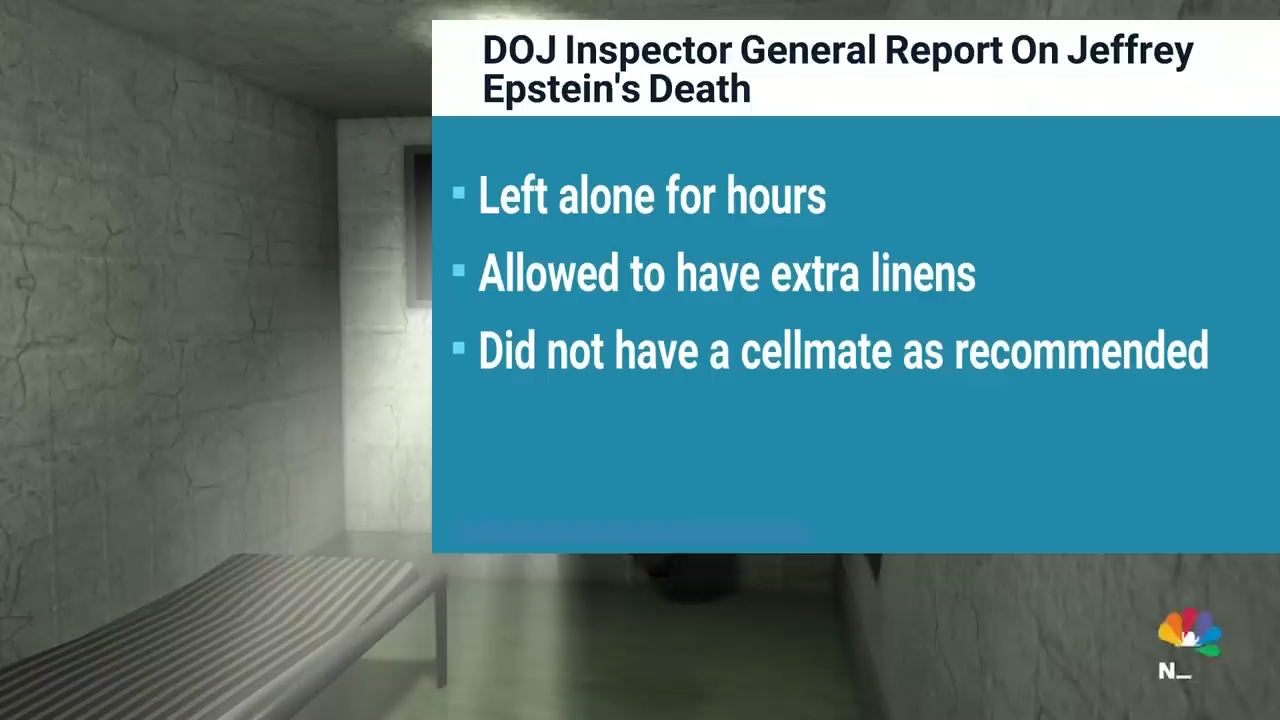 DOJ Inspector General Report On Jeffrey
Epstein's Death
Left alone for hours
Allowed to have extra linens
Did not have a cellmate as recommended
N_